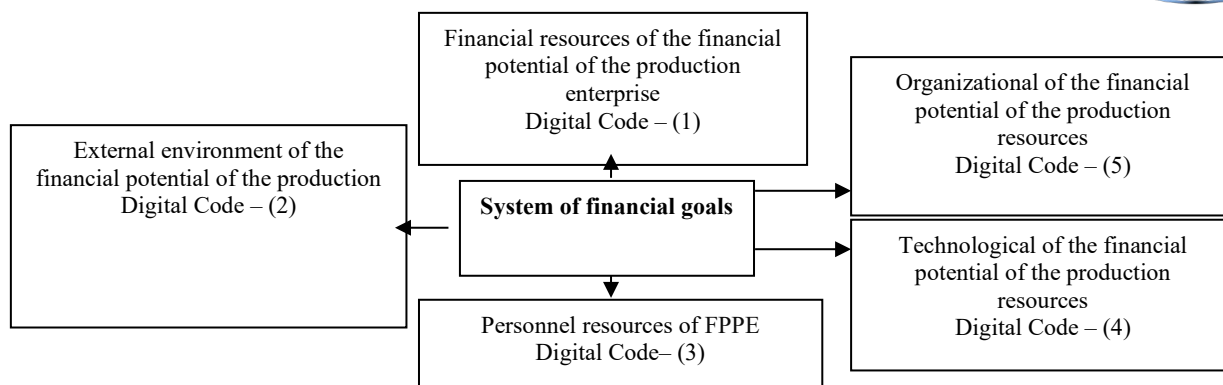 Financial resources of the financial
potential of the production
enterprise
Digital Code – (1)
Organizational of the financial
potential of the production
resources
Digital Code – (5)
External environment of the
financial potential of the production
Digital Code – (2)
System of financial goals
Technological of the financial
potential of the production
resources
Digital Code – (4)
Personnel resources of FPPE
Digital Code– (3)